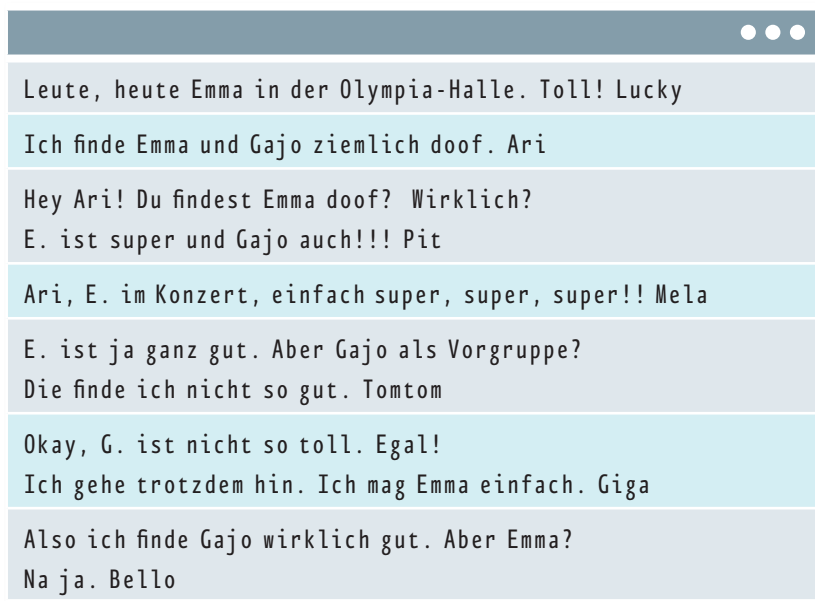 Leute, heute Emma in der Olympia-Halle. Toll! Lucky
Ich finde Emma und Gajo ziemlich doof. Ari
Hey Ari! Du findest Emma doof? Wirklich?
E. ist super und Gajo auch!!! Pit
Ari, E. im Konzert, einfach super, super, super!! Mela
E. ist ja ganz gut. Aber Gajo als Vorgruppe?
Die finde ich nicht so gut. Tomtom
Okay, G. ist nicht so toll. Egal!
Ich gehe trotzdem hin. Ich mag Emma einfach. Giga
Also ich finde Gajo wirklich gut. Aber Emma?
Na ja. Bello